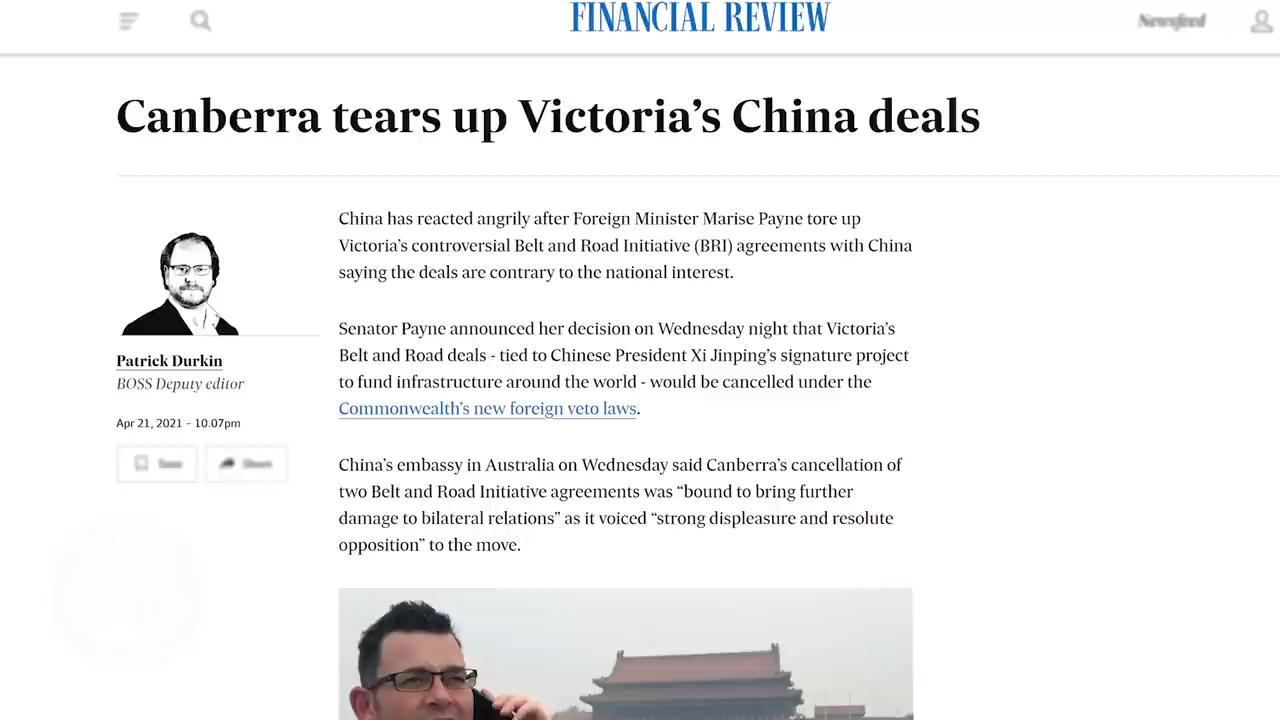 FINANCIAL REVIEW
Newsfeed
Canberra tears up Victoria’s China deals
Patrick Durkin
BOSS Deputy editor
Apr 21, 2021 – 10.07pm
Save
Share
China has reacted angrily after Foreign Minister Marise Payne tore up
Victoria’s controversial Belt and Road Initiative (BRI) agreements with China
saying the deals are contrary to the national interest.
Senator Payne announced her decision on Wednesday night that Victoria’s
Belt and Road deals - tied to Chinese President Xi Jinping’s signature project
to fund infrastructure around the world - would be cancelled under the
Commonwealth’s new foreign veto laws.
China’s embassy in Australia on Wednesday said Canberra’s cancellation of
two Belt and Road Initiative agreements was “bound to bring further
damage to bilateral relations” as it voiced “strong displeasure and resolute
opposition” to the move.